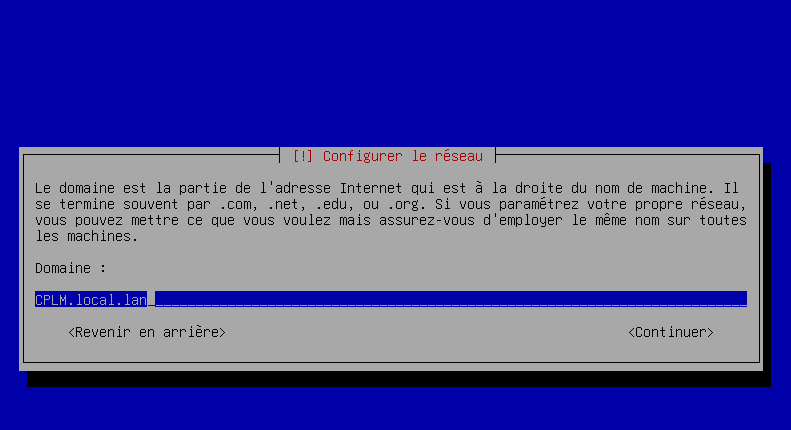 [!] Configurer le réseau
Le domaine est la partie de l'adresse Internet qui est à la droite du nom de machine. Il
se termine souvent par .com, .net, .edu, ou .org. Si vous paramétrez votre propre réseau,
vous pouvez mettre ce que vous voulez mais assurez-vous d'employer le même nom sur toutes
les machines.
Domaine :
CPLM.local.lan
<Revenir en arrière> <Continuer>